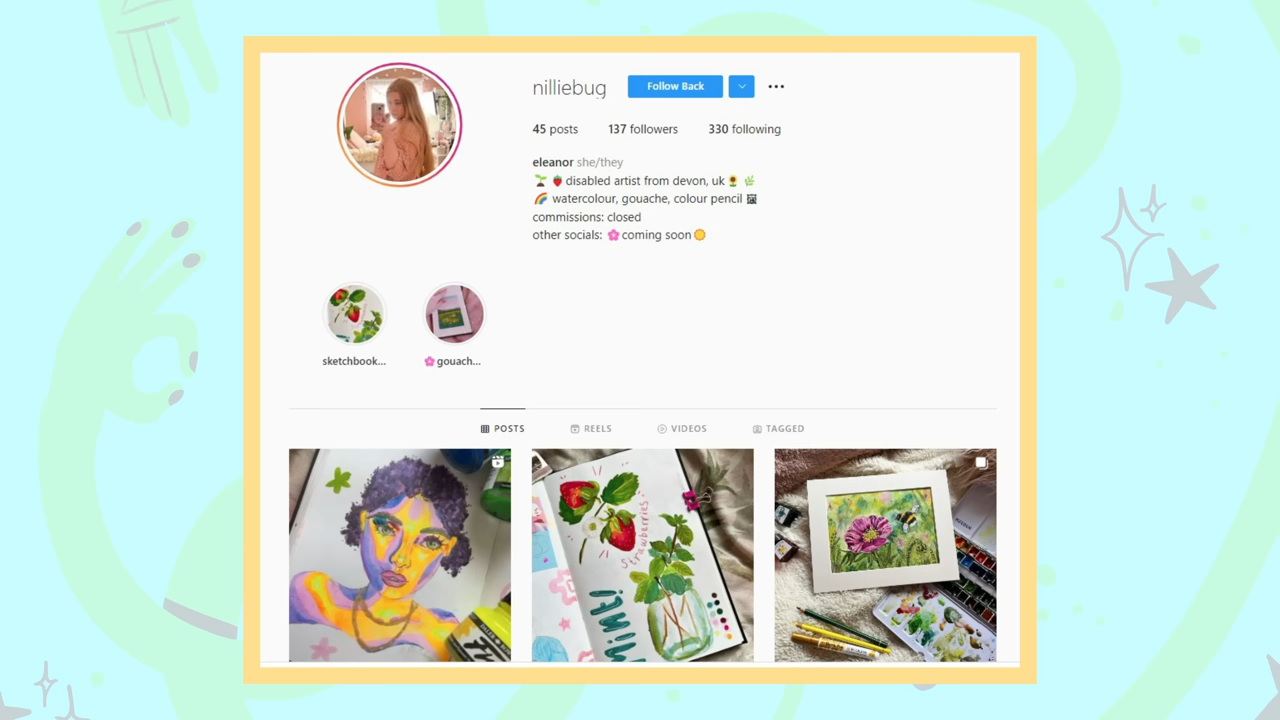 nilliebug Follow Back
45 posts 137 followers 330 following
eleanor she/they
🌱 🍓 disabled artist from devon, uk 🌻 🌿
🌈 watercolour, gouache, colour pencil 🖼
commissions: closed
other socials: 🌸 coming soon 🌼
sketchbook... 🌸 gouach...
POSTS REELS VIDEOS TAGGED
Strawberries
Mint!